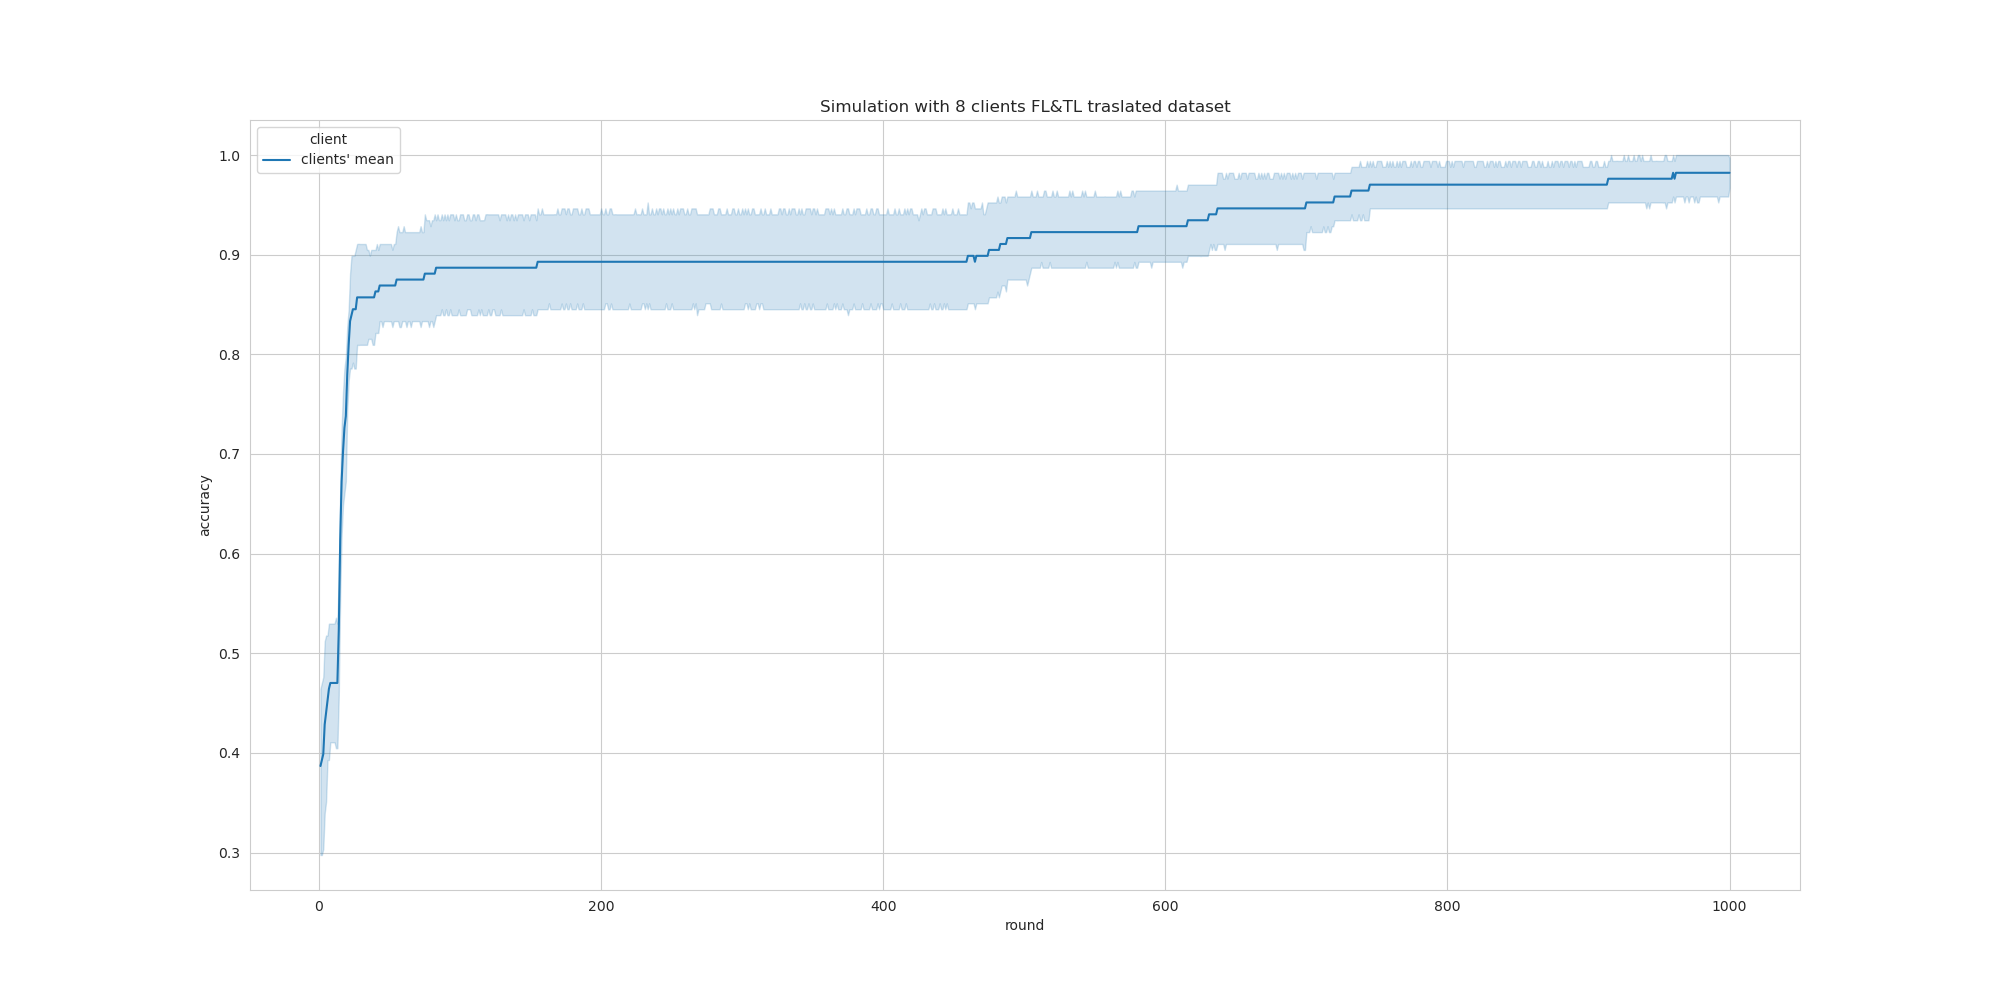 Simulation with 8 clients FL&TL traslated dataset
client
clients' mean
accuracy
1.0
0.9
0.8
0.7
0.6
0.5
0.4
0.3
0 200 400 600 800 1000
round